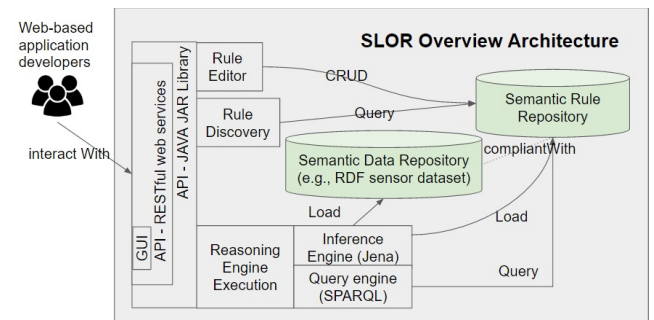 Web-based
application
developers
SLOR Overview Architecture
Rule
Editor
CRUD
Semantic Rule
Repository
Rule
Discovery
Query
interact With
GUI
API - RESTful web services
API - JAVA JAR Library
Semantic Data Repository
(e.g., RDF sensor dataset)
compliantWith
Load
Load
Reasoning
Engine
Execution
Inference
Engine (Jena)
Query engine
(SPARQL)
Query